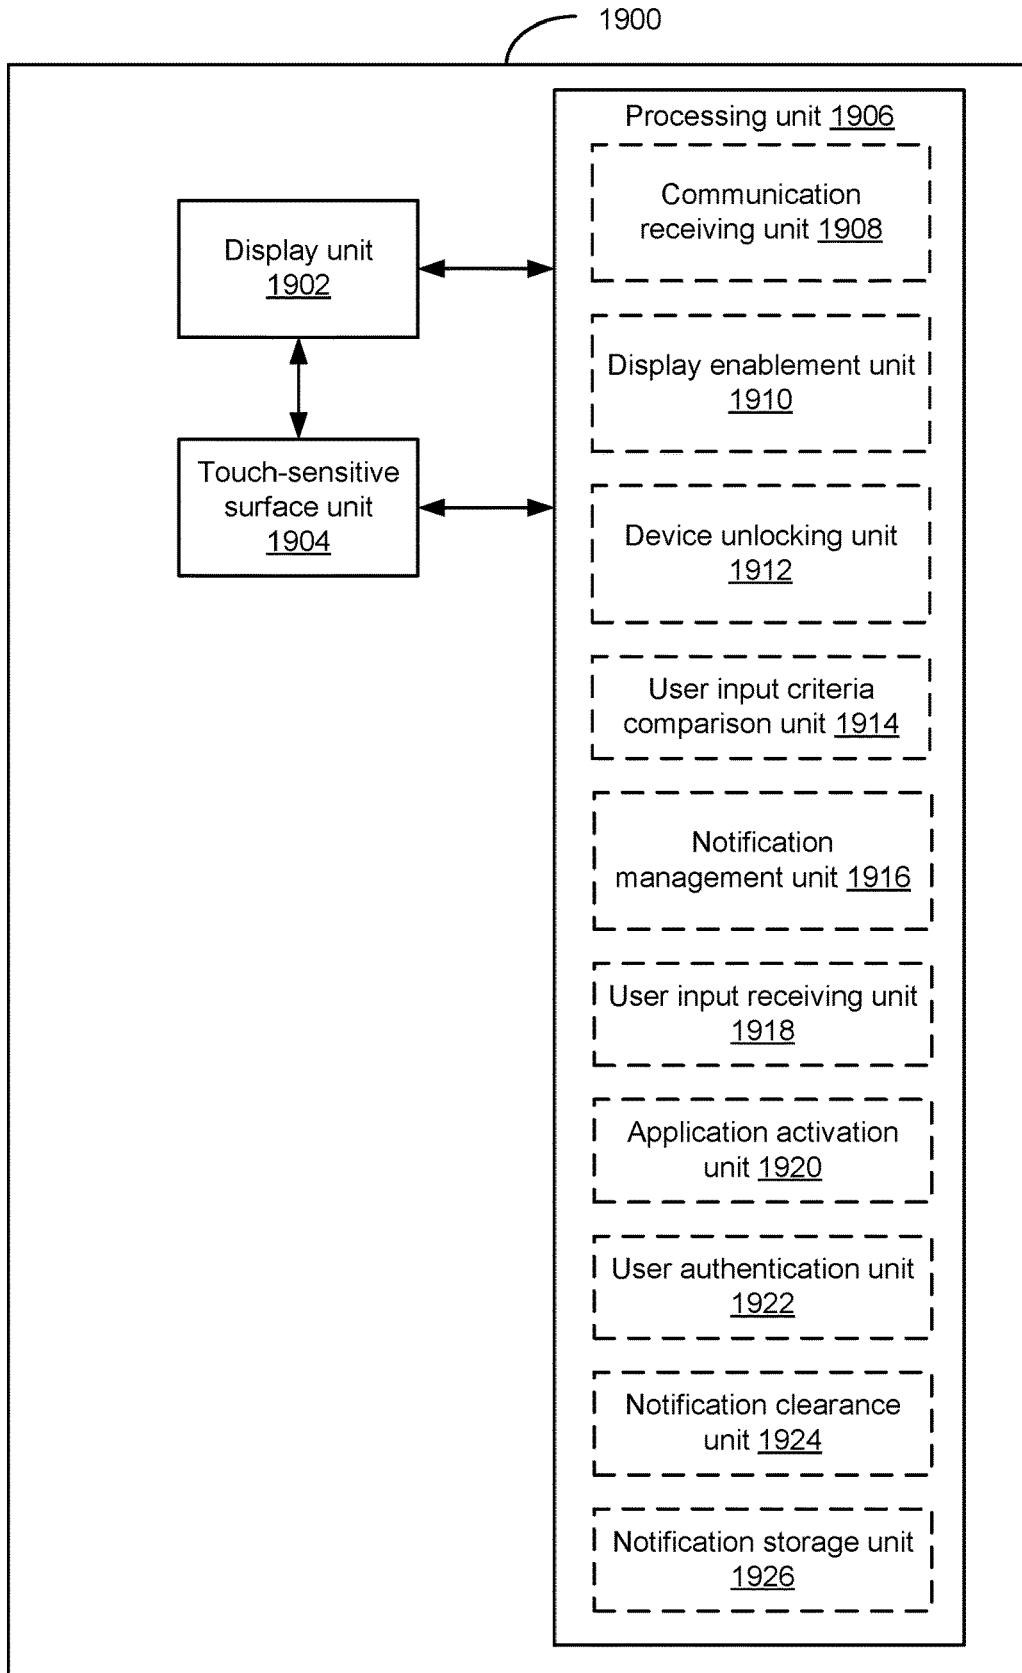 1900
Processing unit 1906
Communication
receiving unit 1908
Display unit
1902
Display enablement unit
1910
Touch-sensitive
surface unit
1904
Device unlocking unit
1912
User input criteria
comparison unit 1914
Notification
management unit 1916
User input receiving unit
1918
Application activation
unit 1920
User authentication unit
1922
Notification clearance
unit 1924
Notification storage unit
1926